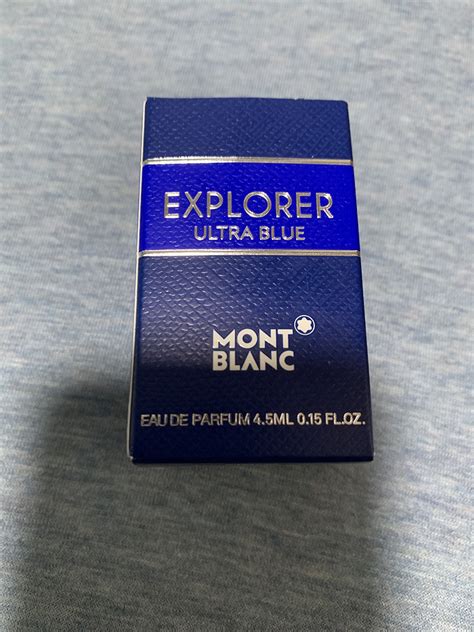 EXPLORER
ULTRA BLUE
MONT
BLANC
EAU DE PARFUM 4.5ML 0.15 FL.OZ.